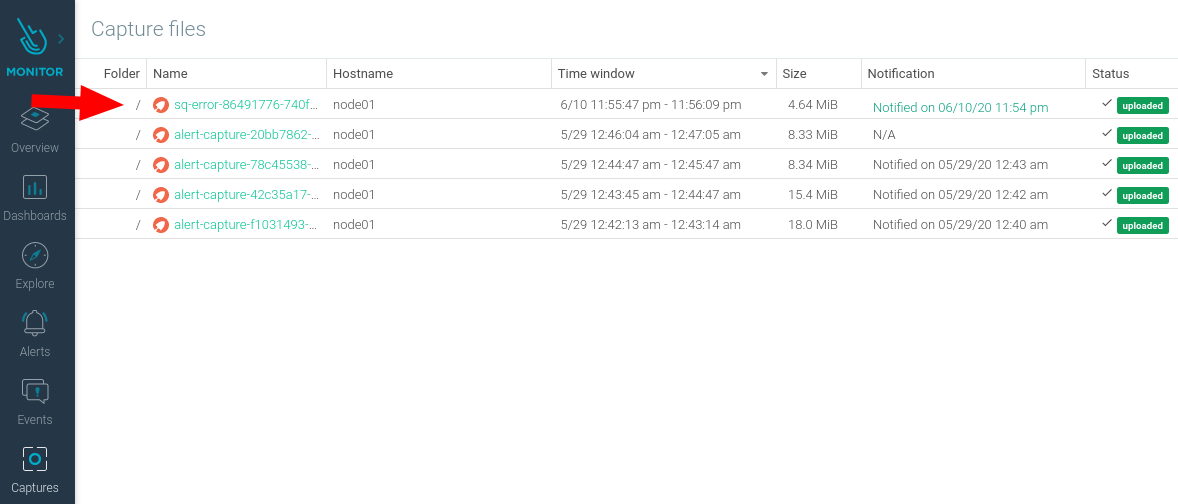 Capture files
MONITOR
Overview
Dashboards
Explore
Alerts
Events
Captures
Folder Name Hostname Time window Size Notification Status
/ sq-error-86491776-740f... node01 6/10 11:55:47 pm - 11:56:09 pm 4.64 MiB Notified on 06/10/20 11:54 pm uploaded
/ alert-capture-20bb7862-... node01 5/29 12:46:04 am - 12:47:05 am 8.33 MiB N/A uploaded
/ alert-capture-78c45538-... node01 5/29 12:44:47 am - 12:45:47 am 8.34 MiB Notified on 05/29/20 12:43 am uploaded
/ alert-capture-42c35a17-... node01 5/29 12:43:45 am - 12:44:47 am 15.4 MiB Notified on 05/29/20 12:42 am uploaded
/ alert-capture-f1031493-... node01 5/29 12:42:13 am - 12:43:14 am 18.0 MiB Notified on 05/29/20 12:40 am uploaded